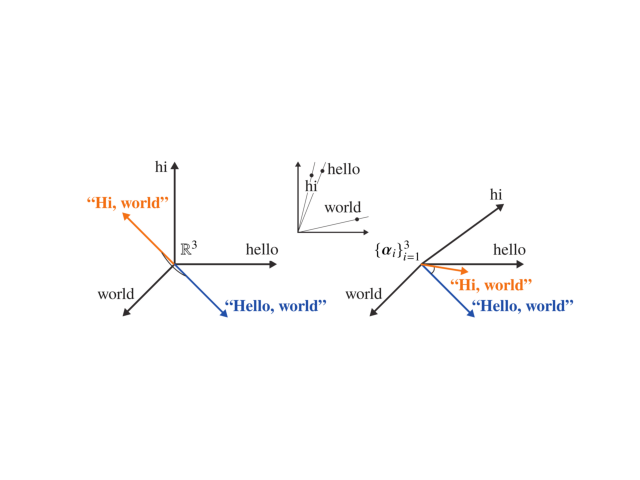 hi
"Hi, world"
ℝ³
hello
world
"Hello, world"
hello
hi
world
hi
{αᵢ}³ᵢ₌₁
hello
world
"Hi, world"
"Hello, world"